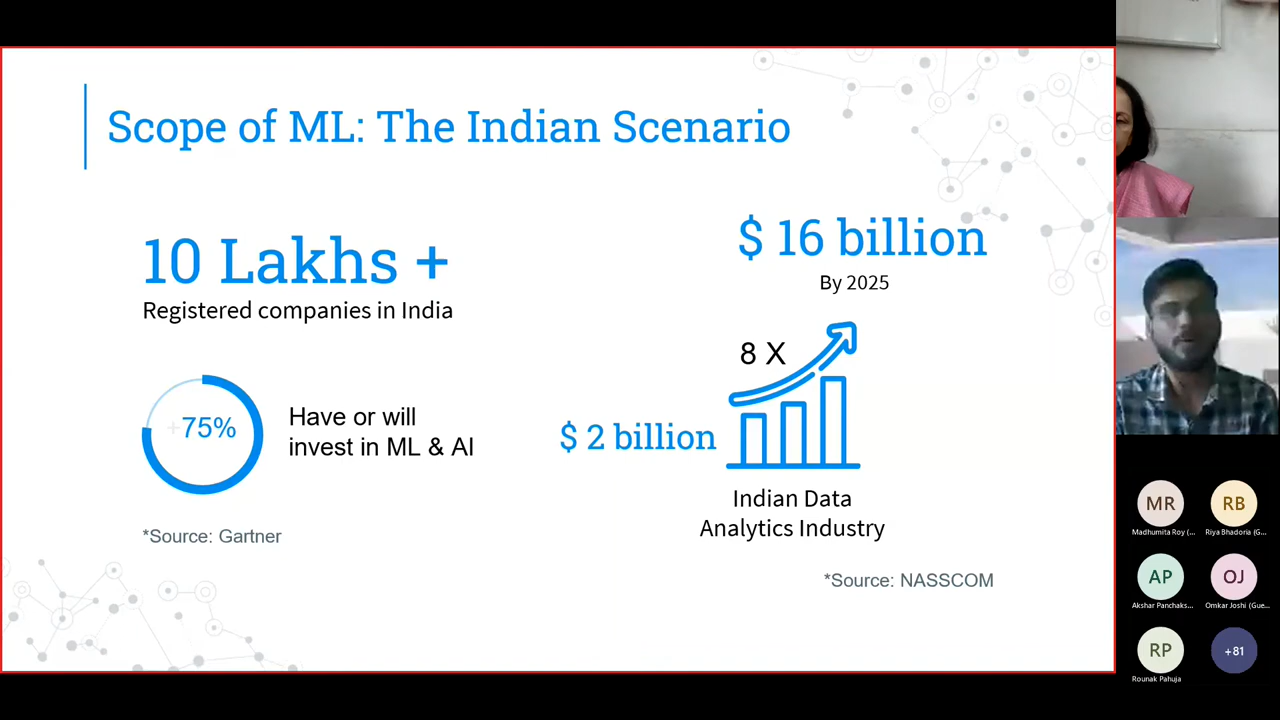 Scope of ML: The Indian Scenario
10 Lakhs +
Registered companies in India
+75%
Have or will
invest in ML & AI
*Source: Gartner
$ 16 billion
By 2025
8 X
$ 2 billion
Indian Data
Analytics Industry
*Source: NASSCOM
MR
RB
Madhumita Roy (...
Riya Bhadoria (G...
AP
OJ
Akshar Panchaks...
Omkar Joshi (Gue...
RP
+81
Rounak Pahuja